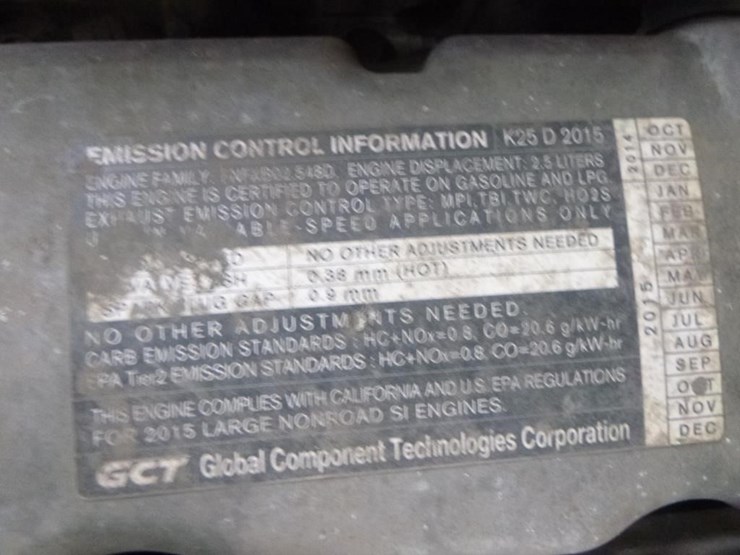 EMISSION CONTROL INFORMATION K25 D 2015
ENGINE FAMILY: ENGINE DISPLACEMENT: 2.5 LITERS
THIS ENGINE IS CERTIFIED TO OPERATE ON GASOLINE AND LPG
EXHAUST EMISSION CONTROL TYPE: MPI, TBI, TWC, HO2S
SPEED APPLICATIONS ONLY
NO OTHER ADJUSTMENTS NEEDED
0.38 mm (HOT)
GAP 0.9 mm
NO OTHER ADJUSTMENTS NEEDED
CARB EMISSION STANDARDS : HC+NOx=0.8, CO=20.6 g/kW-hr
EPA Tier2 EMISSION STANDARDS : HC+NOx=0.8, CO=20.6 g/kW-hr
THIS ENGINE COMPLIES WITH CALIFORNIA AND U.S. EPA REGULATIONS
FOR 2015 LARGE NONROAD SI ENGINES.
GCT Global Component Technologies Corporation
2014
OCT
NOV
DEC
2015
JAN
FEB
MAR
APR
MAY
JUN
JUL
AUG
SEP
OCT
NOV
DEC